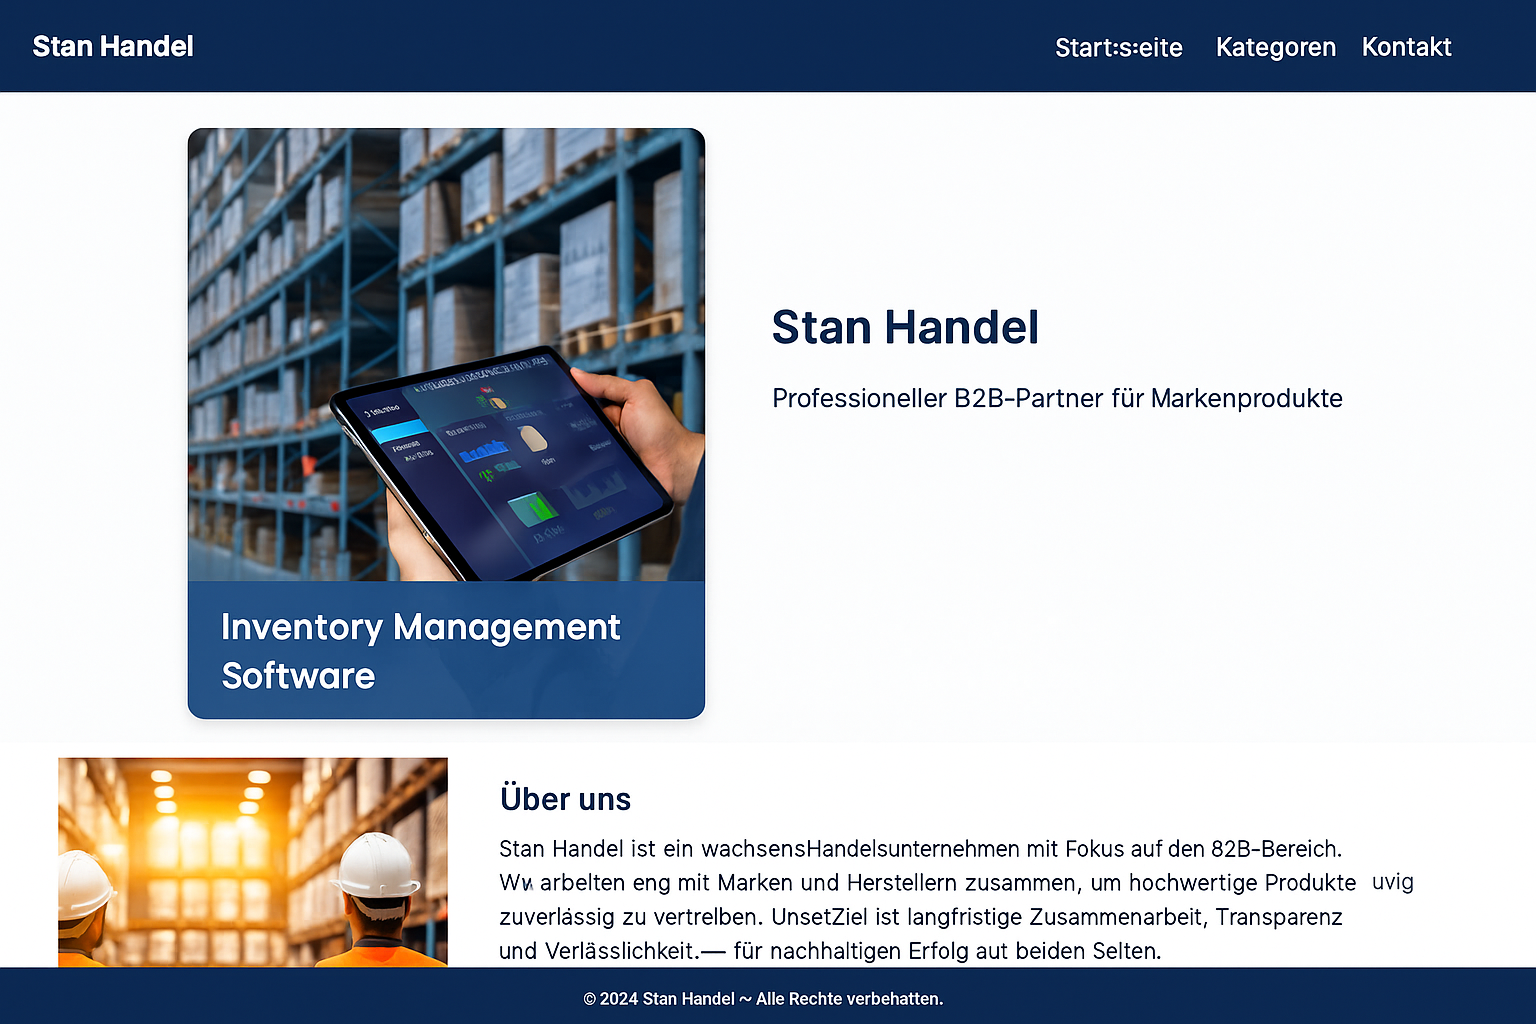 Stan Handel
Start:s:eite Kategoren Kontakt
Inventory Management
Software
Stan Handel
Professioneller B2B-Partner für Markenprodukte
Über uns
Stan Handel ist ein wachsensHandelsunternehmen mit Fokus auf den 82B-Bereich.
arbelten eng mit Marken und Herstellern zusammen, um hochwertige Produkte uvig
zuverlässig zu vertrelben. UnsetZiel ist langfristige Zusammenarbeit, Transparenz
und Verlässlichkeit.— für nachhaltigen Erfolg aut beiden Selten.
© 2024 Stan Handel ~ Alle Rechte verbehatten.